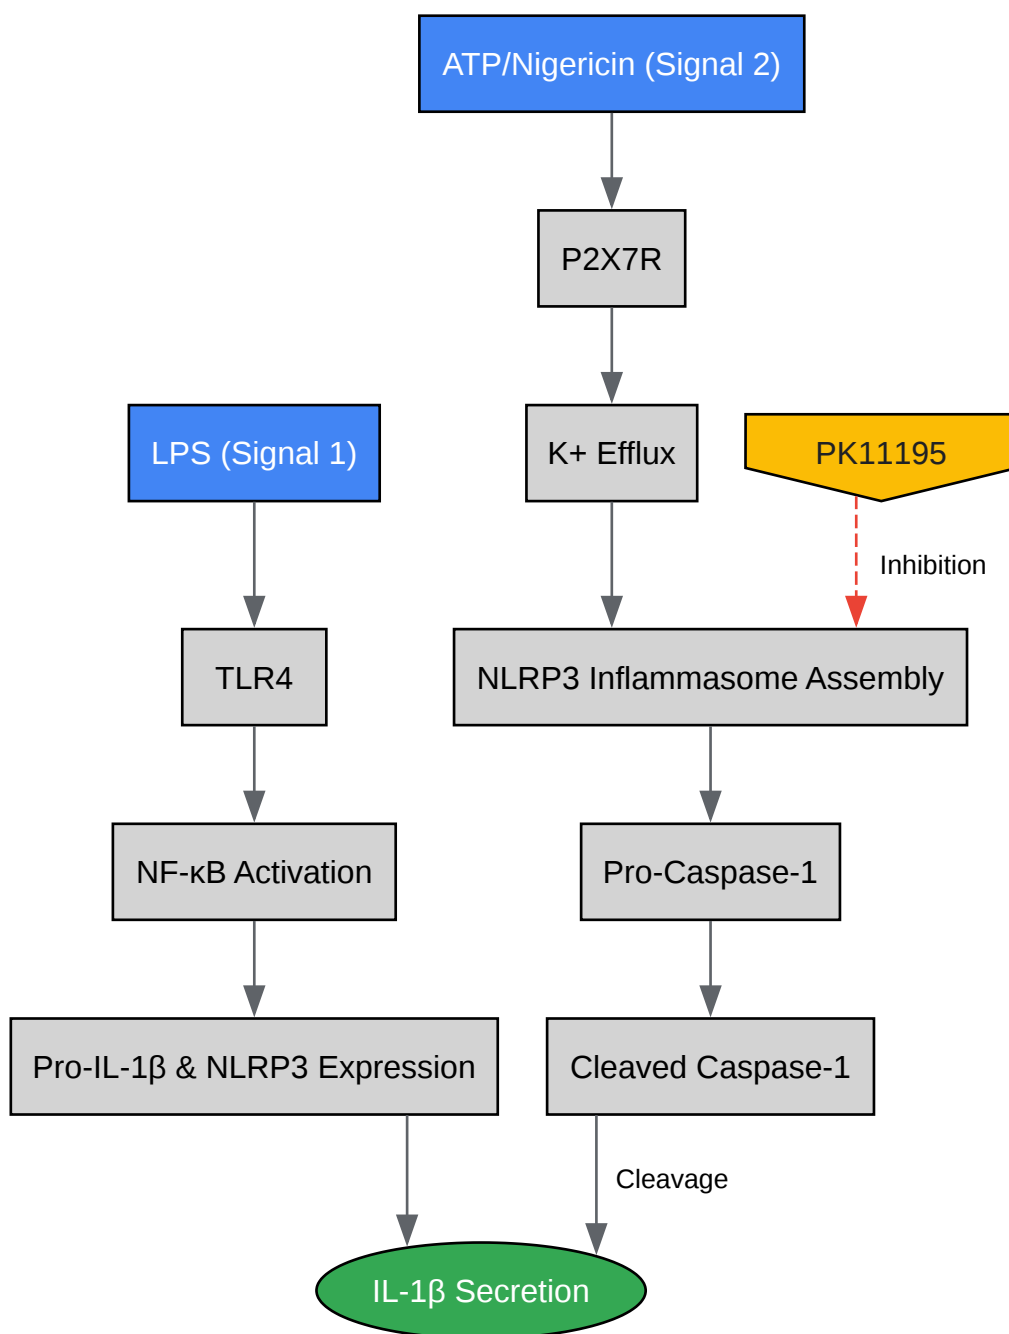 ATP/Nigericin (Signal 2)
P2X7R
LPS (Signal 1)
K+ Efflux
PK11195
Inhibition
TLR4
NLRP3 Inflammasome Assembly
NF-κB Activation
Pro-Caspase-1
Pro-IL-1β & NLRP3 Expression
Cleaved Caspase-1
Cleavage
IL-1β Secretion